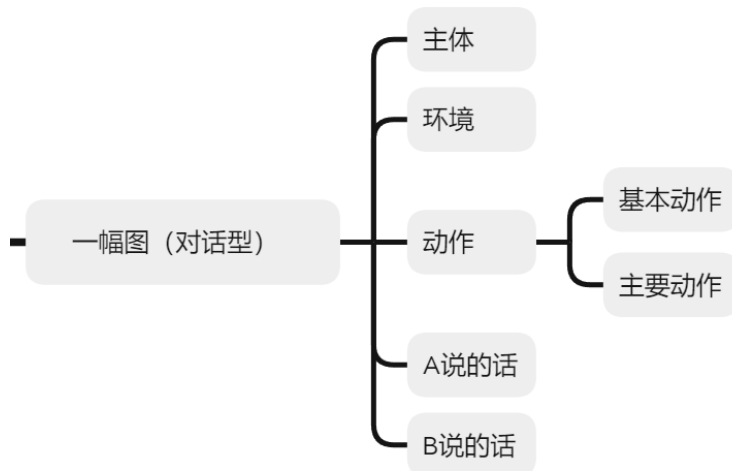 主体
环境
一幅图（对话型）
动作
基本动作
主要动作
A说的话
B说的话